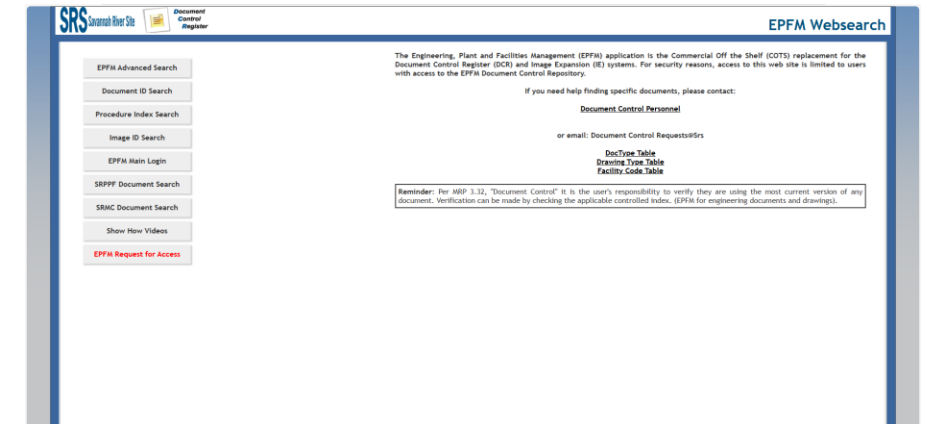 SRS Savannah River Site
Document
Control
Register
EPFM Websearch
EPFM Advanced Search
Document ID Search
Procedure Index Search
Image ID Search
EPFM Main Login
SRPPF Document Search
SRMC Document Search
Show How Videos
EPFM Request for Access
The Engineering, Plant and Facilities Management (EPFM) application is the Commercial Off the Shelf (COTS) replacement for the
Document Control Register (DCR) and Image Expansion (IE) systems. For security reasons, access to this web site is limited to users
with access to the EPFM Document Control Repository.
If you need help finding specific documents, please contact:
Document Control Personnel
or email: Document Control Requests@Srs
DocType Table
Drawing Type Table
Facility Code Table
Reminder: Per MRP 3.32, "Document Control" it is the user's responsibility to verify they are using the most current version of any
document. Verification can be made by checking the applicable controlled index. (EPFM for engineering documents and drawings).